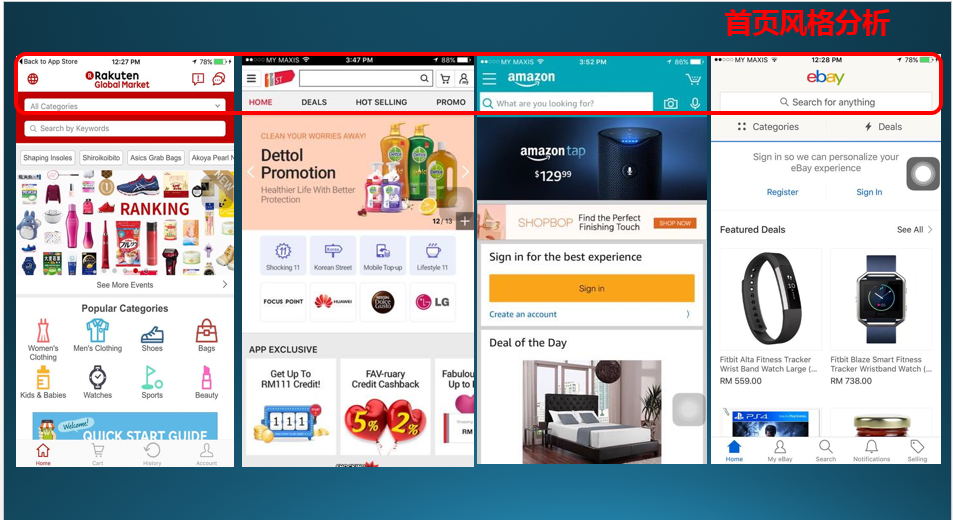 首页风格分析
Back to App Store
12:27 PM
78%
Rakuten
Global Market
All Categories
Search by Keywords
Shaping Insoles
Shiroikoibito
Asics Grab Bags
Akoya Pearl N
RANKING
See More Events
Popular Categories
Women's
Clothing
Men's Clothing
Shoes
Bags
Kids & Babies
Watches
Sports
Beauty
Welcome!
QUICK START GUIDE
Home
Cart
History
Account
MY MAXIS
3:47 PM
88%
HOME
DEALS
HOT SELLING
PROMO
CLEAN YOUR WORRIES AWAY!
Dettol
Promotion
Healthier Life With Better
Protection
12 / 13
Shocking 11
Korean Street
Mobile Top-up
Lifestyle 11
FOCUS POINT
HUAWEI
Dolce
Gusto
LG
APP EXCLUSIVE
Get Up To
RM111 Credit!
111
FAV-ruary
Credit Cashback
5% 2%
Fabulou
Up to
RM
MY MAXIS
3:52 PM
86%
amazon
What are you looking for?
amazon tap
$129.99
SHOPBOP
Find the Perfect
Finishing Touch
SHOP NOW
Sign in for the best experience
Sign in
Create an account
Deal of the Day
MY MAXIS
12:28 PM
78%
ebay
Search for anything
Categories
Deals
Sign in so we can personalize your
eBay experience
Register
Sign In
Featured Deals
See All
Fitbit Alta Fitness Tracker
Wrist Band Watch Large (...
RM 559.00
Fitbit Blaze Smart Fitness
Tracker Wristband Watch (...
RM 738.00
PS4
Home
My eBay
Search
Notifications
Selling